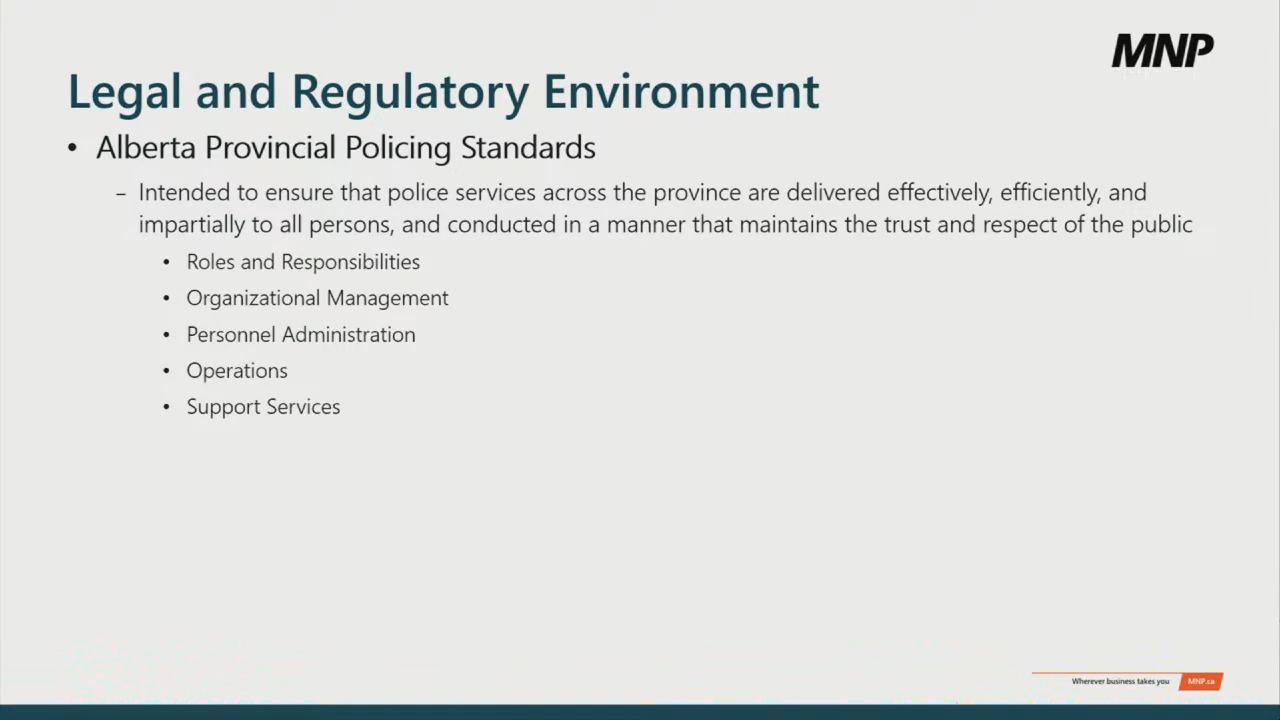 MNP
Legal and Regulatory Environment
• Alberta Provincial Policing Standards
– Intended to ensure that police services across the province are delivered effectively, efficiently, and
impartially to all persons, and conducted in a manner that maintains the trust and respect of the public
• Roles and Responsibilities
• Organizational Management
• Personnel Administration
• Operations
• Support Services
Wherever business takes you MNP.ca